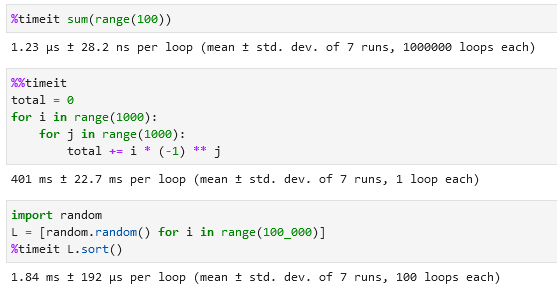 %timeit sum(range(100))
1.23 µs ± 28.2 ns per loop (mean ± std. dev. of 7 runs, 1000000 loops each)
%%timeit
total = 0
for i in range(1000):
    for j in range(1000):
        total += i * (-1) ** j
401 ms ± 22.7 ms per loop (mean ± std. dev. of 7 runs, 1 loop each)
import random
L = [random.random() for i in range(100_000)]
%timeit L.sort()
1.84 ms ± 192 µs per loop (mean ± std. dev. of 7 runs, 100 loops each)